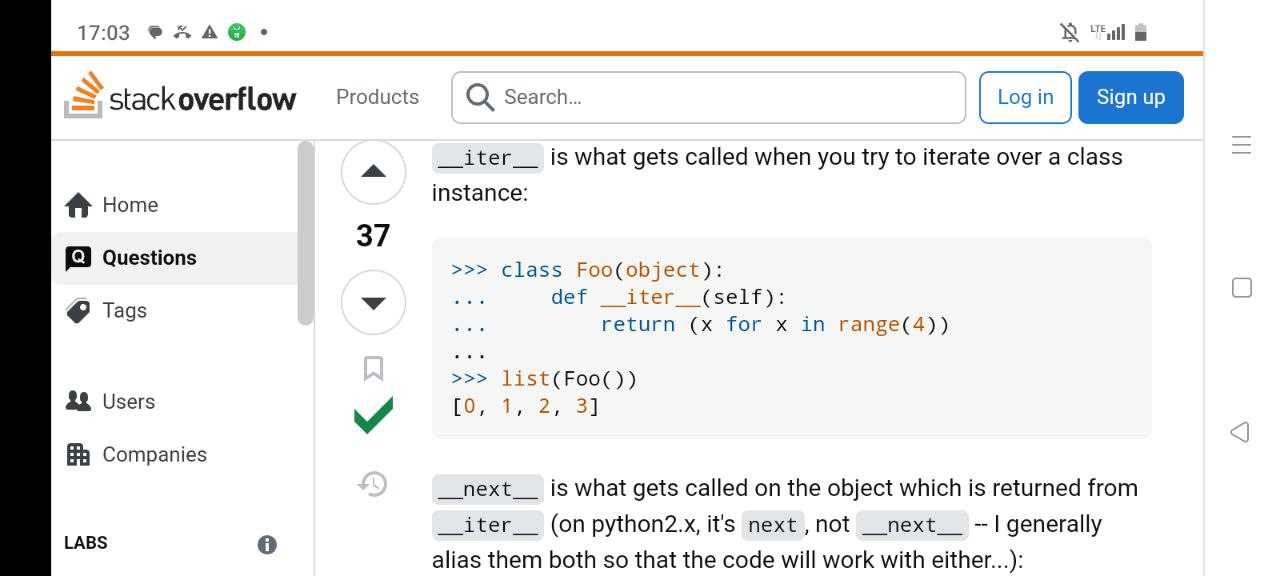 17:03
LTE
stackoverflow
Products
Search...
Log in
Sign up
Home
Questions
Tags
Users
Companies
LABS
37
__iter__ is what gets called when you try to iterate over a class
instance:
>>> class Foo(object):
...     def __iter__(self):
...         return (x for x in range(4))
...
>>> list(Foo())
[0, 1, 2, 3]
__next__ is what gets called on the object which is returned from
__iter__ (on python2.x, it's next, not __next__ -- I generally
alias them both so that the code will work with either...):